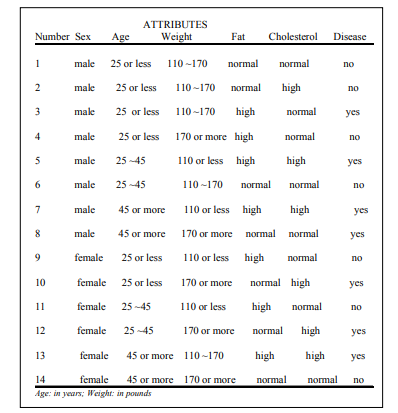 ATTRIBUTES
Number Sex Age Weight Fat Cholesterol Disease
1 male 25 or less 110 ~170 normal normal no
2 male 25 or less 110 ~170 normal high no
3 male 25 or less 110 ~170 high normal yes
4 male 25 or less 170 or more high normal no
5 male 25 ~45 110 or less high high yes
6 male 25 ~45 110 ~170 normal normal no
7 male 45 or more 110 or less high high yes
8 male 45 or more 170 or more normal normal yes
9 female 25 or less 110 or less high normal no
10 female 25 or less 170 or more normal high yes
11 female 25 ~45 110 or less high normal no
12 female 25 ~45 170 or more normal high yes
13 female 45 or more 110 ~170 high high yes
14 female 45 or more 170 or more normal normal no
Age: in years; Weight: in pounds